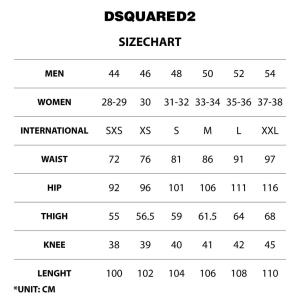 DSQUARED2
SIZECHART
MEN 44 46 48 50 52 54
WOMEN 28-29 30 31-32 33-34 35-36 37-38
INTERNATIONAL SXS XS S M L XXL
WAIST 72 76 81 86 91 97
HIP 92 96 101 106 111 116
THIGH 55 56.5 59 61.5 64 68
KNEE 38 39 40 41 42 45
LENGHT 100 102 104 106 108 110
*UNIT: CM